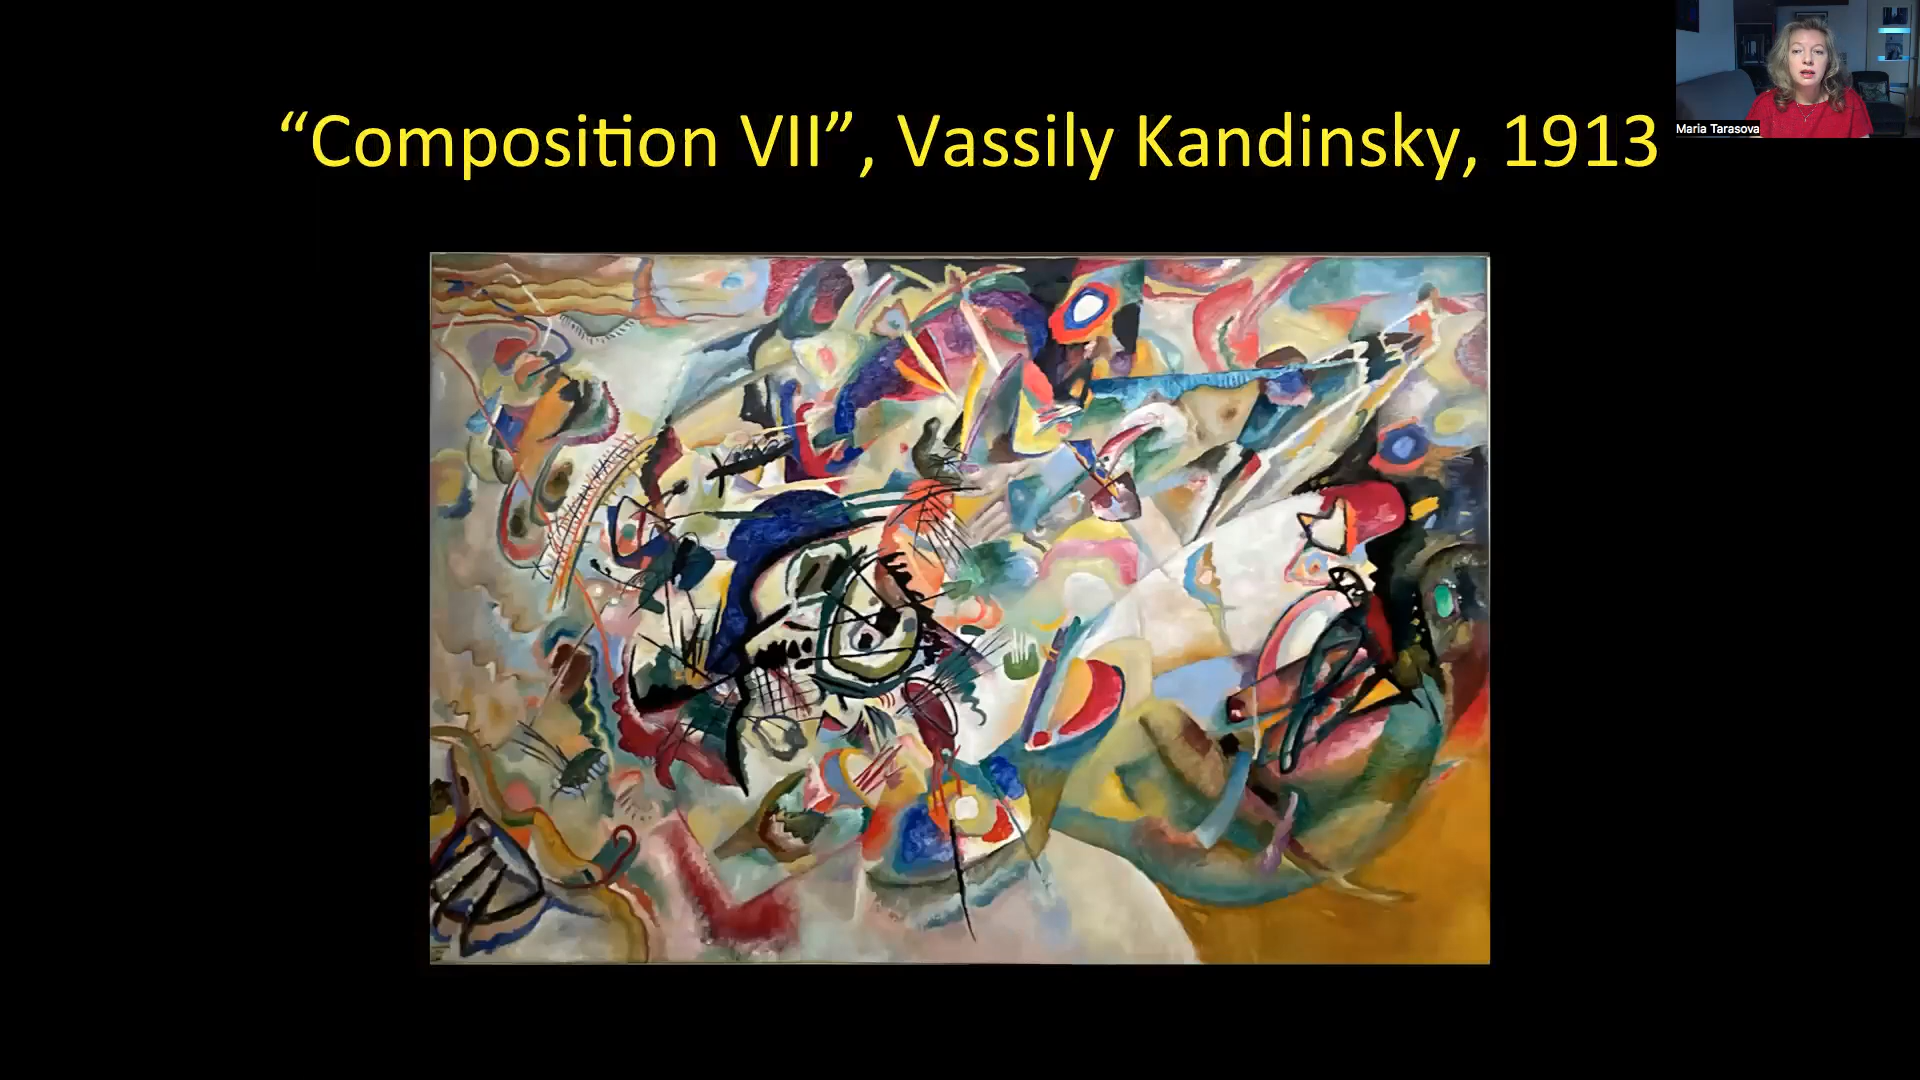 “Composition VII”, Vassily Kandinsky, 1913
Maria Tarasova